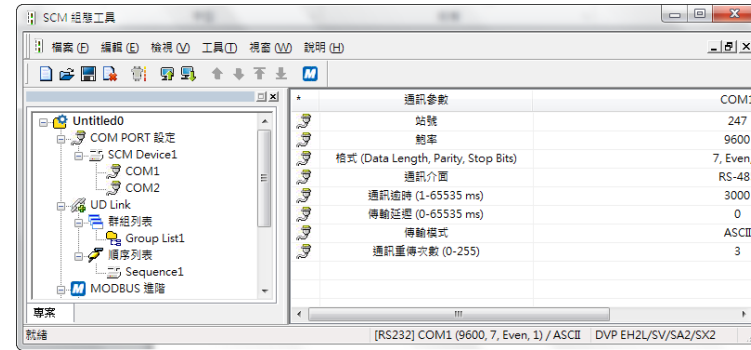 SCM 組態工具
檔案(F) 編輯(E) 檢視(V) 工具(T) 視窗(W) 說明(H)
* 通訊參數 COM1
Untitled0
COM PORT 設定
SCM Device1
COM1
COM2
UD Link
群組列表
Group List1
順序列表
Sequence1
MODBUS 進階
專案
站號 247
鮑率 9600
格式 (Data Length, Parity, Stop Bits) 7, Even,
通訊介面 RS-48
通訊逾時 (1-65535 ms) 3000
傳輸延遲 (0-65535 ms) 0
傳輸模式 ASCII
通訊重傳次數 (0-255) 3
就緒 [RS232] COM1 (9600, 7, Even, 1) / ASCII DVP EH2L/SV/SA2/SX2